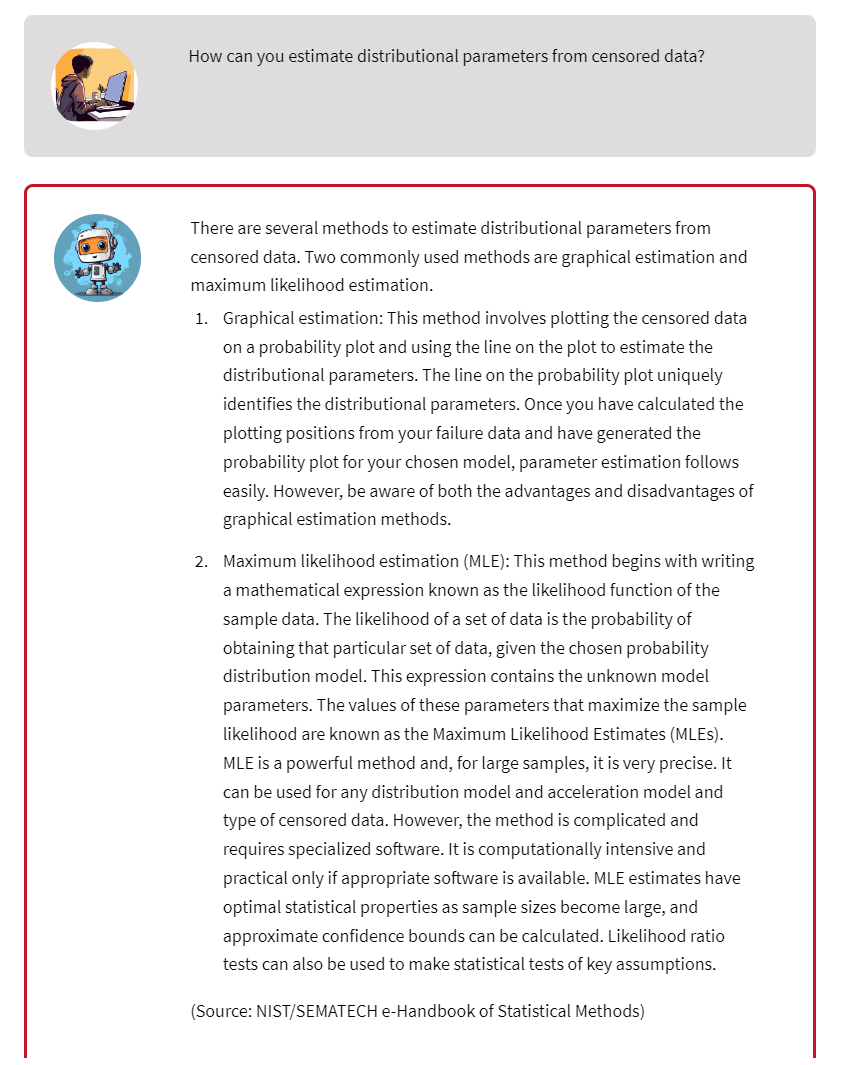 How can you estimate distributional parameters from censored data?
There are several methods to estimate distributional parameters from
censored data. Two commonly used methods are graphical estimation and
maximum likelihood estimation.
1. Graphical estimation: This method involves plotting the censored data
on a probability plot and using the line on the plot to estimate the
distributional parameters. The line on the probability plot uniquely
identifies the distributional parameters. Once you have calculated the
plotting positions from your failure data and have generated the
probability plot for your chosen model, parameter estimation follows
easily. However, be aware of both the advantages and disadvantages of
graphical estimation methods.
2. Maximum likelihood estimation (MLE): This method begins with writing
a mathematical expression known as the likelihood function of the
sample data. The likelihood of a set of data is the probability of
obtaining that particular set of data, given the chosen probability
distribution model. This expression contains the unknown model
parameters. The values of these parameters that maximize the sample
likelihood are known as the Maximum Likelihood Estimates (MLEs).
MLE is a powerful method and, for large samples, it is very precise. It
can be used for any distribution model and acceleration model and
type of censored data. However, the method is complicated and
requires specialized software. It is computationally intensive and
practical only if appropriate software is available. MLE estimates have
optimal statistical properties as sample sizes become large, and
approximate confidence bounds can be calculated. Likelihood ratio
tests can also be used to make statistical tests of key assumptions.
(Source: NIST/SEMATECH e-Handbook of Statistical Methods)